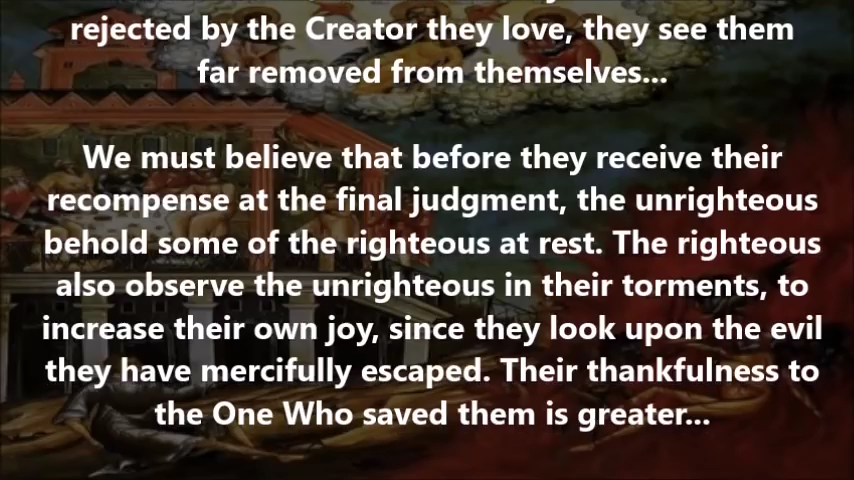 rejected by the Creator they love, they see them
far removed from themselves...
We must believe that before they receive their
recompense at the final judgment, the unrighteous
behold some of the righteous at rest. The righteous
also observe the unrighteous in their torments, to
increase their own joy, since they look upon the evil
they have mercifully escaped. Their thankfulness to
the One Who saved them is greater...